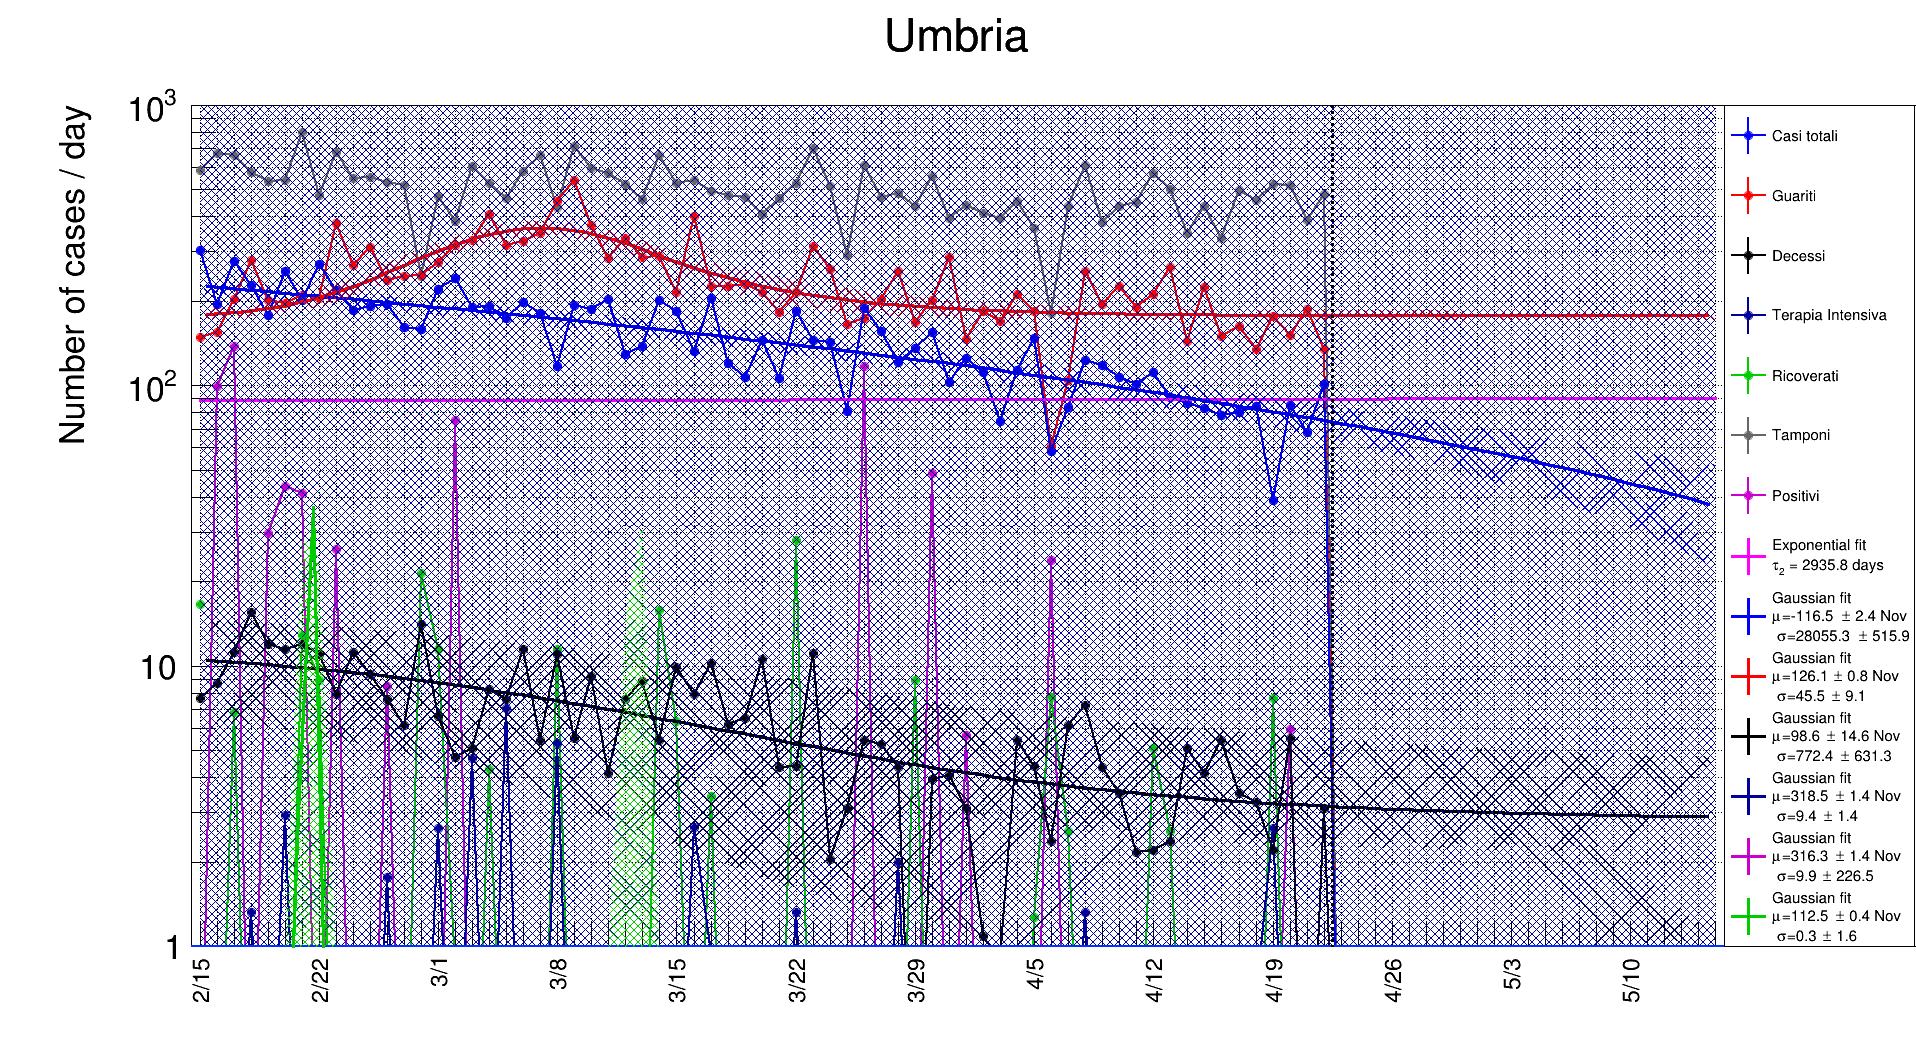 Umbria
Number of cases / day
10³
10²
10
1
2/15
2/22
3/1
3/8
3/15
3/22
3/29
4/5
4/12
4/19
4/26
5/3
5/10
Casi totali
Guariti
Decessi
Terapia Intensiva
Ricoverati
Tamponi
Positivi
Exponential fit
τ₂ = 2935.8 days
Gaussian fit
μ=-116.5 ± 2.4 Nov
σ=28055.3 ± 515.9
Gaussian fit
μ=126.1 ± 0.8 Nov
σ=45.5 ± 9.1
Gaussian fit
μ=98.6 ± 14.6 Nov
σ=772.4 ± 631.3
Gaussian fit
μ=318.5 ± 1.4 Nov
σ=9.4 ± 1.4
Gaussian fit
μ=316.3 ± 1.4 Nov
σ=9.9 ± 226.5
Gaussian fit
μ=112.5 ± 0.4 Nov
σ=0.3 ± 1.6